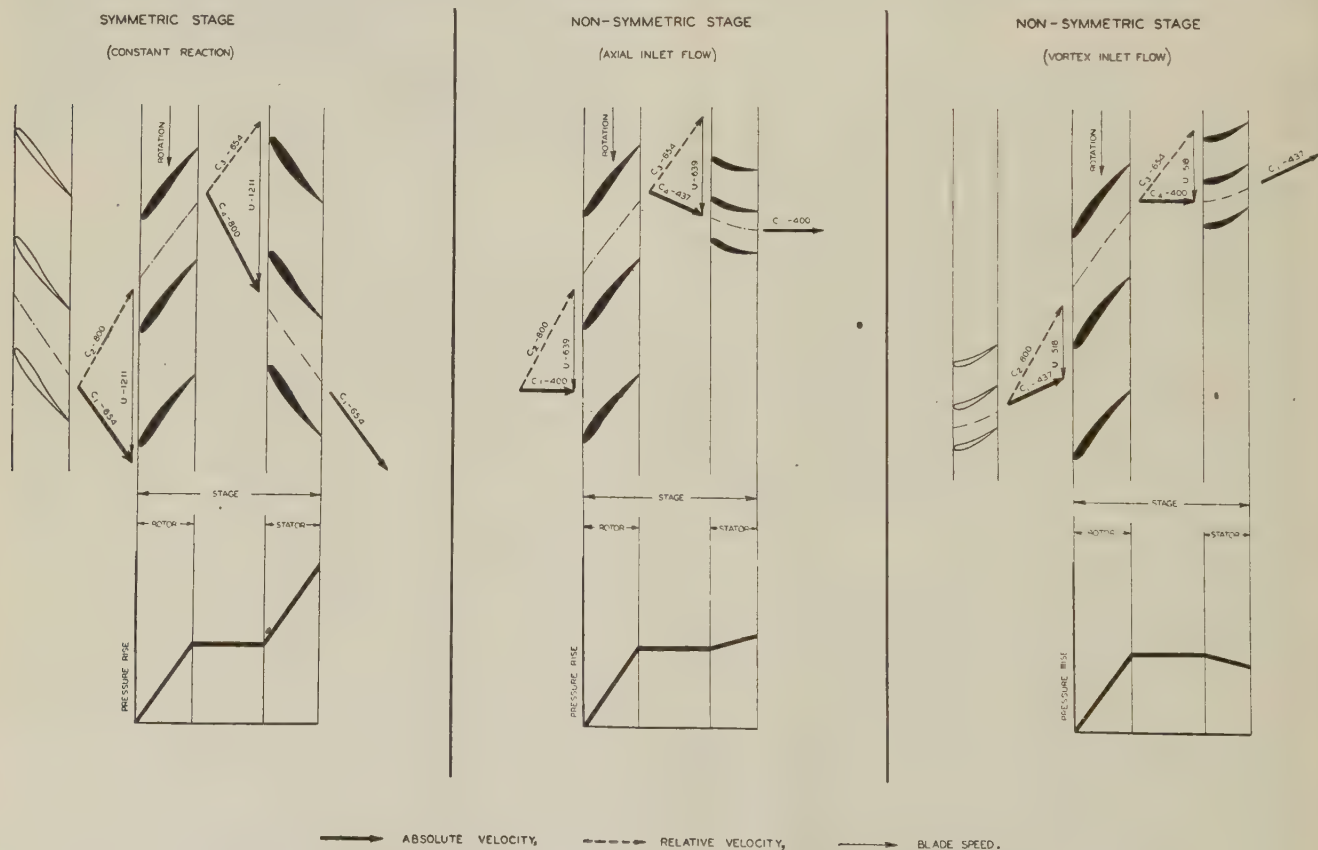 SYMMETRIC STAGE
(CONSTANT REACTION)
ROTATION
C3-654
U-1211
C4-800
C2-800
U-1211
C1-654
C1-654
STAGE
ROTOR
STATOR
PRESSURE RISE
NON-SYMMETRIC STAGE
(AXIAL INLET FLOW)
ROTATION
C3-654
U-639
C4-437
C -400
C2-800
U-639
C1-400
STAGE
ROTOR
STATOR
PRESSURE RISE
NON-SYMMETRIC STAGE
(VORTEX INLET FLOW)
ROTATION
C3-654
U 518
C4-400
C1-437
C2-800
U 518
C1-437
STAGE
ROTOR
STATOR
PRESSURE RISE
ABSOLUTE VELOCITY,
RELATIVE VELOCITY,
BLADE SPEED.